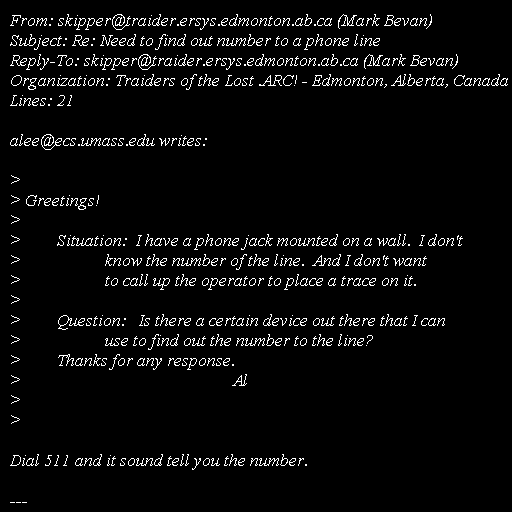 From: skipper@traider.ersys.edmonton.ab.ca (Mark Bevan)
Subject: Re: Need to find out number to a phone line
Reply-To: skipper@traider.ersys.edmonton.ab.ca (Mark Bevan)
Organization: Traiders of the Lost .ARC! - Edmonton, Alberta, Canada
Lines: 21

alee@ecs.umass.edu writes:

>
> Greetings!
>
> Situation: I have a phone jack mounted on a wall. I don't
> know the number of the line. And I don't want
> to call up the operator to place a trace on it.
>
> Question: Is there a certain device out there that I can
> use to find out the number to the line?
> Thanks for any response.
> Al
>
>

Dial 511 and it sound tell you the number.

---